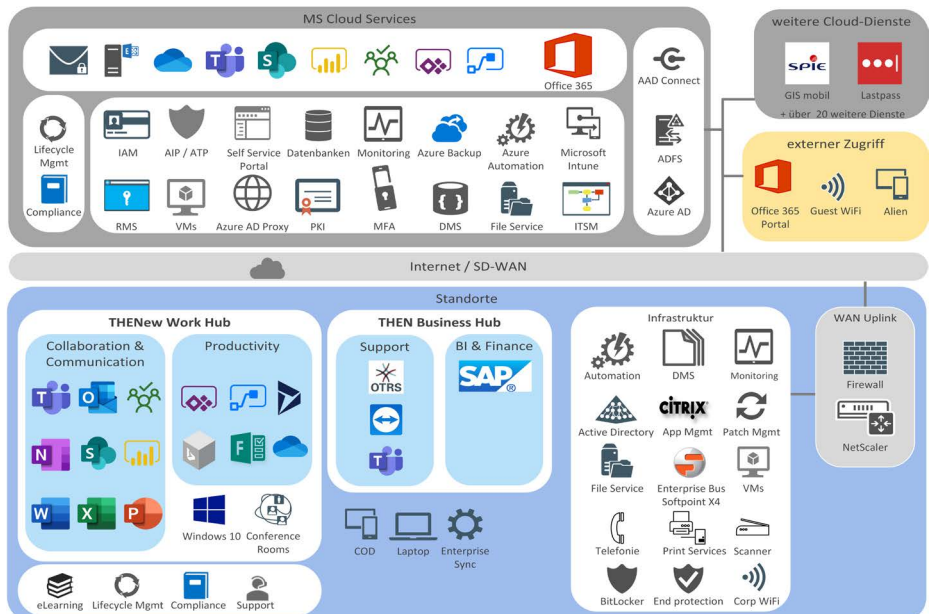 MS Cloud Services
Office 365
Lifecycle
Mgmt
Compliance
IAM
AIP / ATP
Self Service
Portal
Datenbanken
Monitoring
Azure Backup
Azure
Automation
Microsoft
Intune
RMS
VMs
Azure AD Proxy
PKI
MFA
DMS
File Service
ITSM
AAD Connect
ADFS
Azure AD
weitere Cloud-Dienste
SPIE
GIS mobil
Lastpass
+ über 20 weitere Dienste
externer Zugriff
Office 365
Portal
Guest WiFi
Alien
Internet / SD-WAN
Standorte
THENew Work Hub
Collaboration &
Communication
Productivity
Windows 10
Conference
Rooms
eLearning
Lifecycle Mgmt
Compliance
Support
THEN Business Hub
Support
OTRS
BI & Finance
SAP®
COD
Laptop
Enterprise
Sync
Infrastruktur
Automation
DMS
Monitoring
Active Directory
CITRIX
App Mgmt
Patch Mgmt
File Service
Enterprise Bus
Softpoint X4
VMs
Telefonie
Print Services
Scanner
BitLocker
End protection
Corp WiFi
WAN Uplink
Firewall
NetScaler